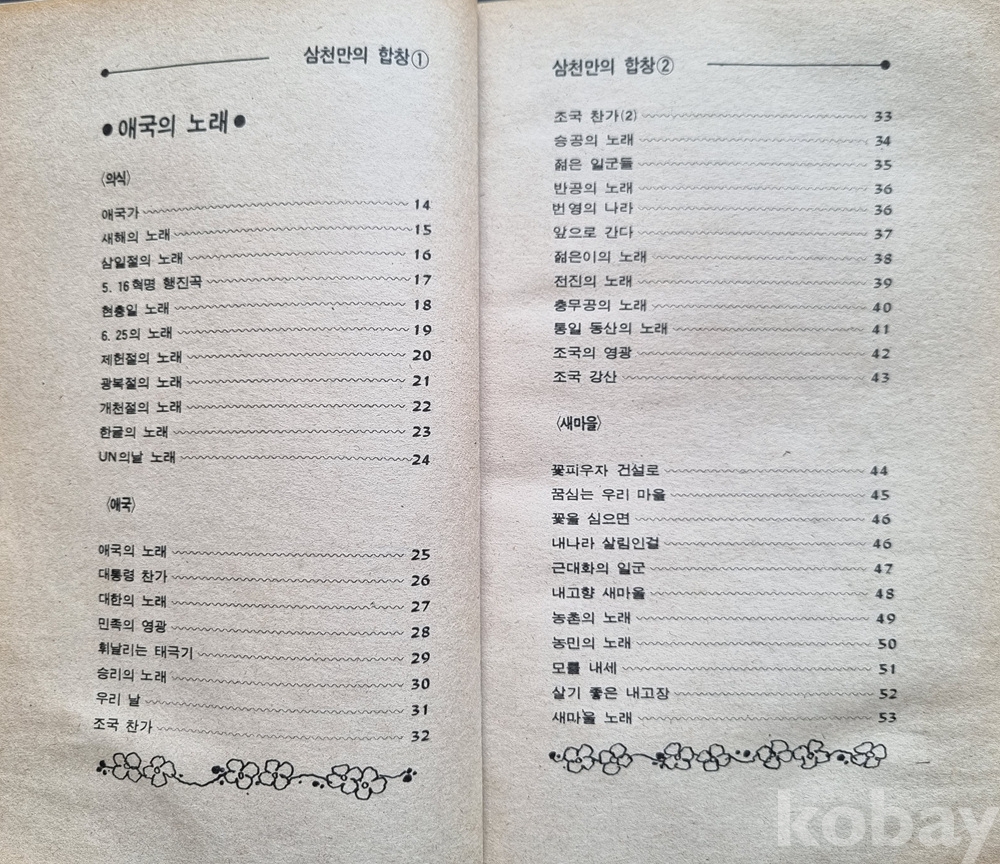 삼천만의 합창①
●애국의 노래●
〈의식〉
애국가 14
새해의 노래 15
삼일절의 노래 16
5. 16혁명 행진곡 17
현충일 노래 18
6. 25의 노래 19
제헌절의 노래 20
광복절의 노래 21
개천절의 노래 22
한글의 노래 23
UN의날 노래 24
〈애국〉
애국의 노래 25
대통령 찬가 26
대한의 노래 27
민족의 영광 28
휘날리는 태극기 29
승리의 노래 30
우리 날 31
조국 찬가 32
삼천만의 합창②
조국 찬가(2) 33
승공의 노래 34
젊은 일군들 35
반공의 노래 36
번영의 나라 36
앞으로 간다 37
젊은이의 노래 38
전진의 노래 39
충무공의 노래 40
통일 동산의 노래 41
조국의 영광 42
조국 강산 43
〈새마을〉
꽃피우자 건설로 44
꿈심는 우리 마을 45
꽃을 심으면 46
내나라 살림인걸 46
근대화의 일군 47
내고향 새마을 48
농촌의 노래 49
농민의 노래 50
모를 내세 51
살기 좋은 내고장 52
새마을 노래 53
kobay